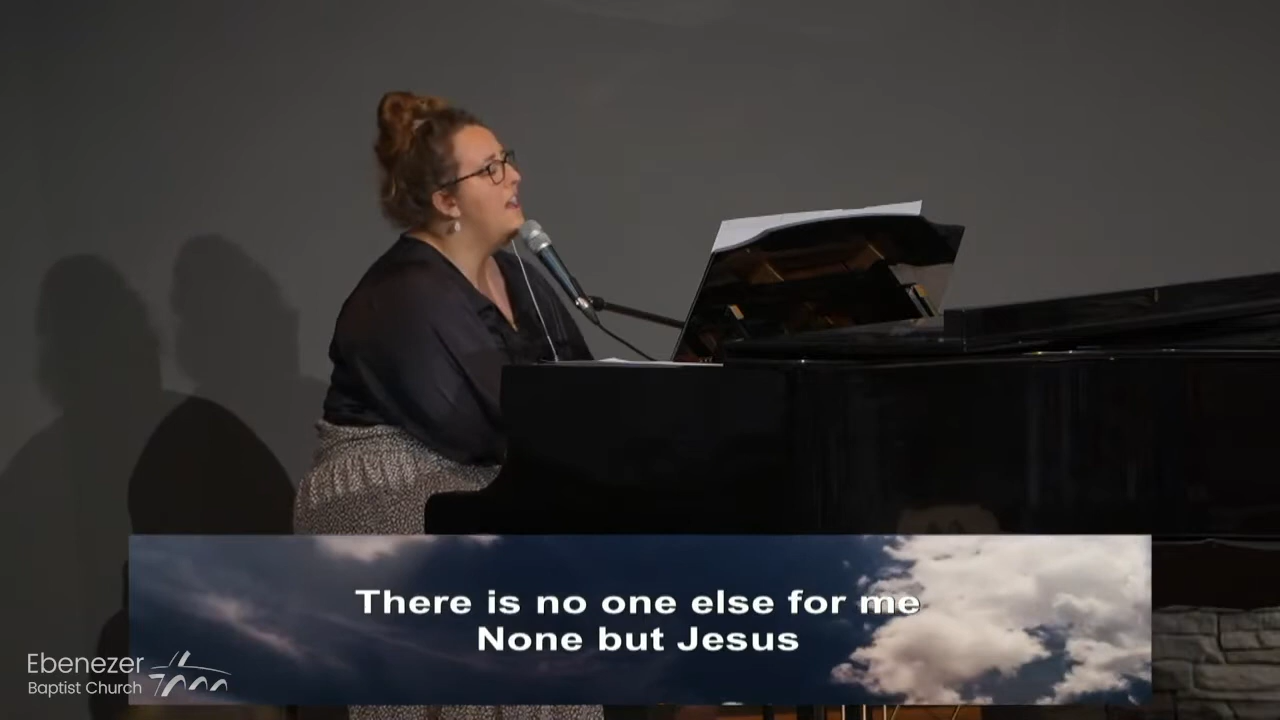 There is no one else for me
None but Jesus
Ebenezer
Baptist Church